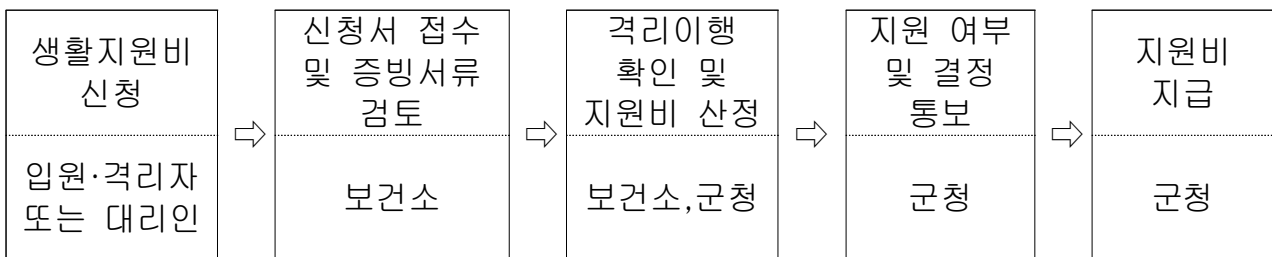 생활지원비
신청
입원·격리자
또는 대리인
⇨
신청서 접수
및 증빙서류
검토
보건소
⇨
격리이행
확인 및
지원비 산정
보건소,군청
⇨
지원 여부
및 결정
통보
군청
⇨
지원비
지급
군청